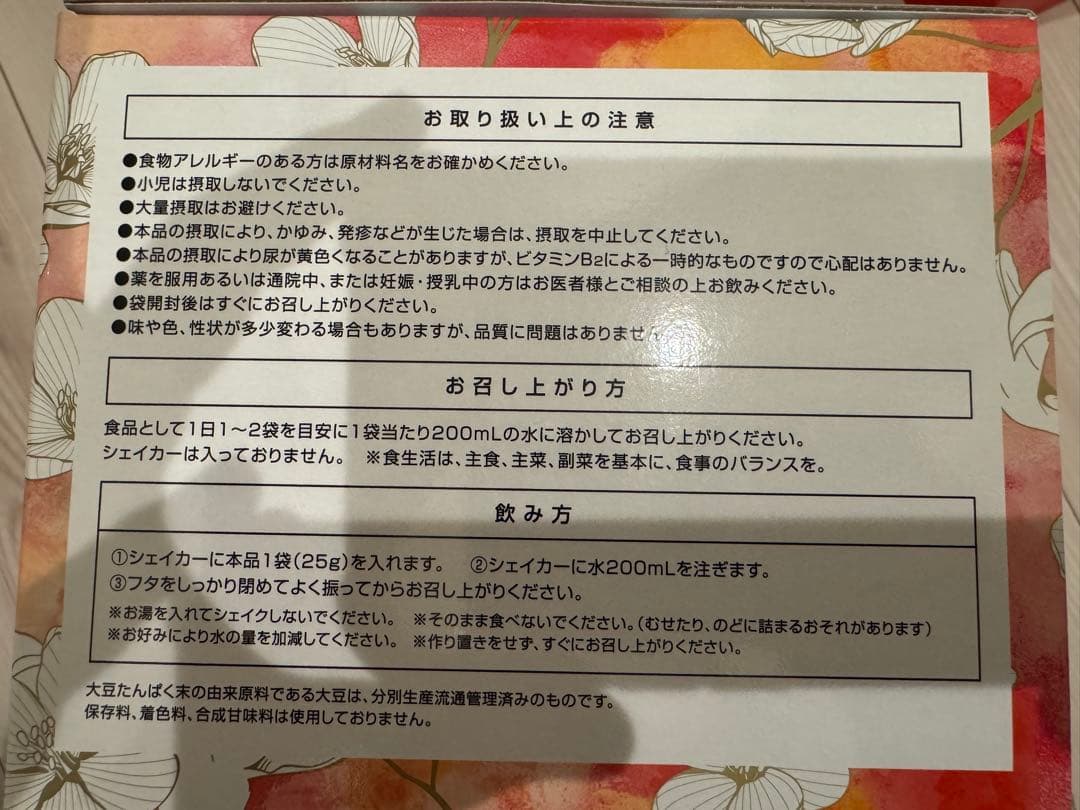 お取り扱い上の注意
●食物アレルギーのある方は原材料名をお確かめください。
●小児は摂取しないでください。
●大量摂取はお避けください。
●本品の摂取により、かゆみ、発疹などが生じた場合は、摂取を中止してください。
●本品の摂取により尿が黄色くなることがありますが、ビタミンB2による一時的なものですので心配はありません。
●薬を服用あるいは通院中、または妊娠・授乳中の方はお医者様とご相談の上お飲みください。
●袋開封後はすぐにお召し上がりください。
●味や色、性状が多少変わる場合もありますが、品質に問題はありません。
お召し上がり方
食品として1日1〜2袋を目安に1袋当たり200mLの水に溶かしてお召し上がりください。
シェイカーは入っておりません。 ※食生活は、主食、主菜、副菜を基本に、食事のバランスを。
飲み方
①シェイカーに本品1袋(25g)を入れます。 ②シェイカーに水200mLを注ぎます。
③フタをしっかり閉めてよく振ってからお召し上がりください。
※お湯を入れてシェイクしないでください。 ※そのまま食べないでください。(むせたり、のどに詰まるおそれがあります)
※お好みにより水の量を加減してください。 ※作り置きをせず、すぐにお召し上がりください。
大豆たんぱく末の由来原料である大豆は、分別生産流通管理済みのものです。
保存料、着色料、合成甘味料は使用しておりません。